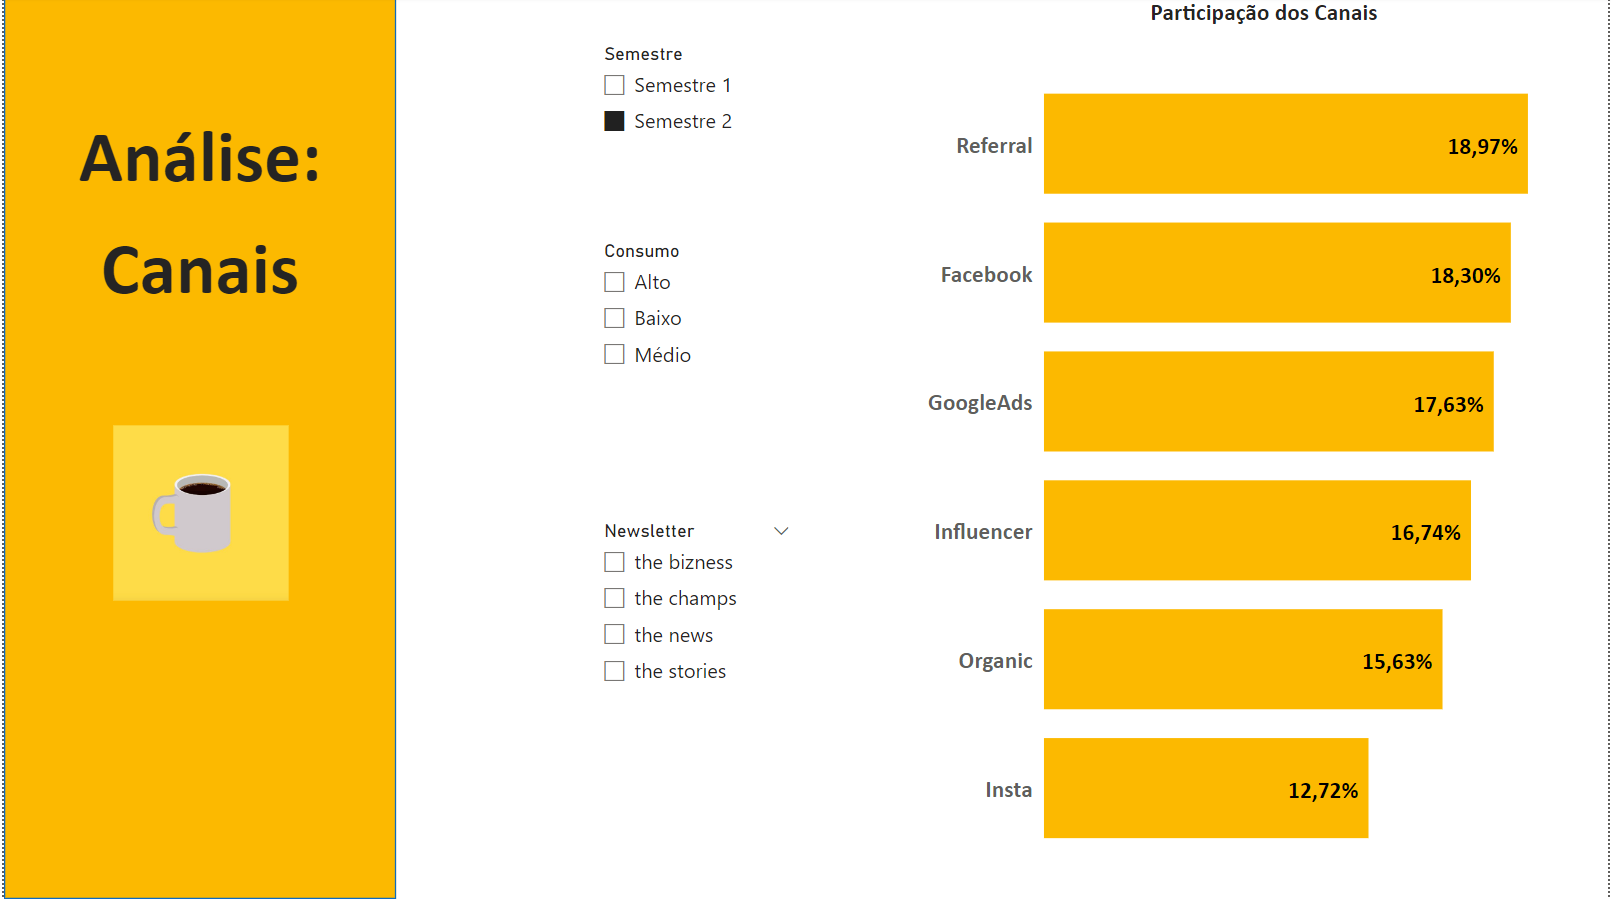 Análise:
Canais
Semestre
Semestre 1
Semestre 2
Consumo
Alto
Baixo
Médio
Newsletter
the bizness
the champs
the news
the stories
Participação dos Canais
Referral 18,97%
Facebook 18,30%
GoogleAds 17,63%
Influencer 16,74%
Organic 15,63%
Insta 12,72%